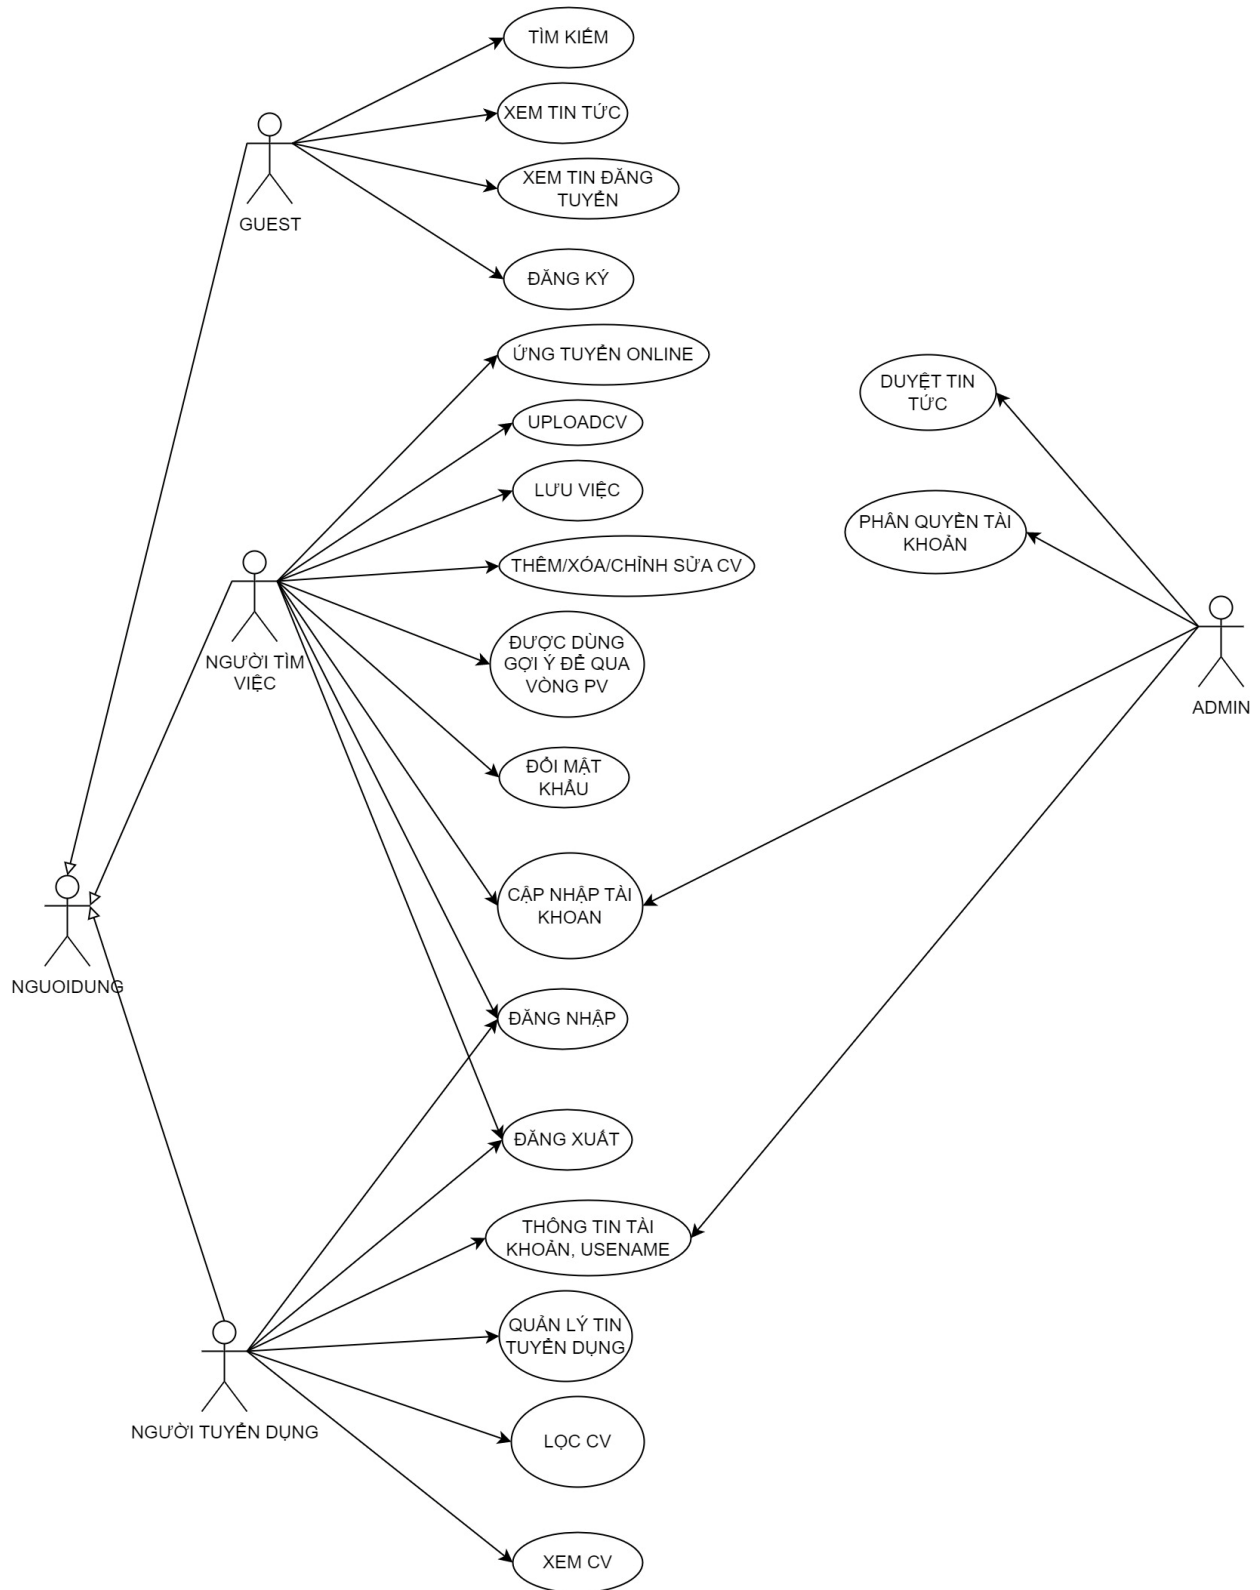 TÌM KIẾM
XEM TIN TỨC
XEM TIN ĐĂNG
TUYỂN
GUEST
ĐĂNG KÝ
ỨNG TUYỂN ONLINE
UPLOADCV
LƯU VIỆC
THÊM/XÓA/CHỈNH SỬA CV
NGƯỜI TÌM
VIỆC
ĐƯỢC DÙNG
GỢI Ý ĐỂ QUA
VÒNG PV
ĐỔI MẬT
KHẨU
CẬP NHẬP TÀI
KHOAN
NGUOIDUNG
ĐĂNG NHẬP
ĐĂNG XUẤT
THÔNG TIN TÀI
KHOẢN, USENAME
QUẢN LÝ TIN
TUYỂN DỤNG
NGƯỜI TUYỂN DỤNG
LỌC CV
XEM CV
DUYỆT TIN
TỨC
PHÂN QUYỀN TÀI
KHOẢN
ADMIN